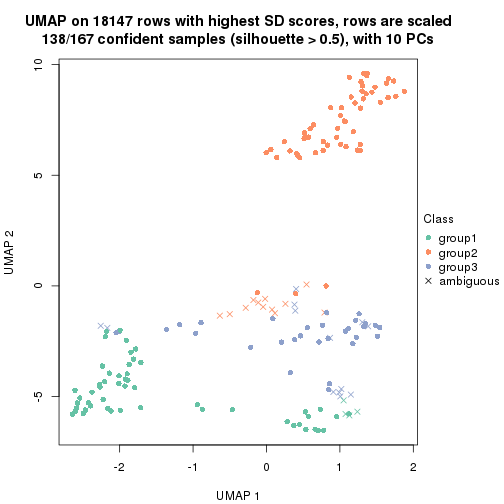 UMAP on 18147 rows with highest SD scores, rows are scaled
138/167 confident samples (silhouette > 0.5), with 10 PCs
10
5
0
-5
UMAP 2
-2
-1
0
1
2
UMAP 1
Class
group1
group2
group3
ambiguous